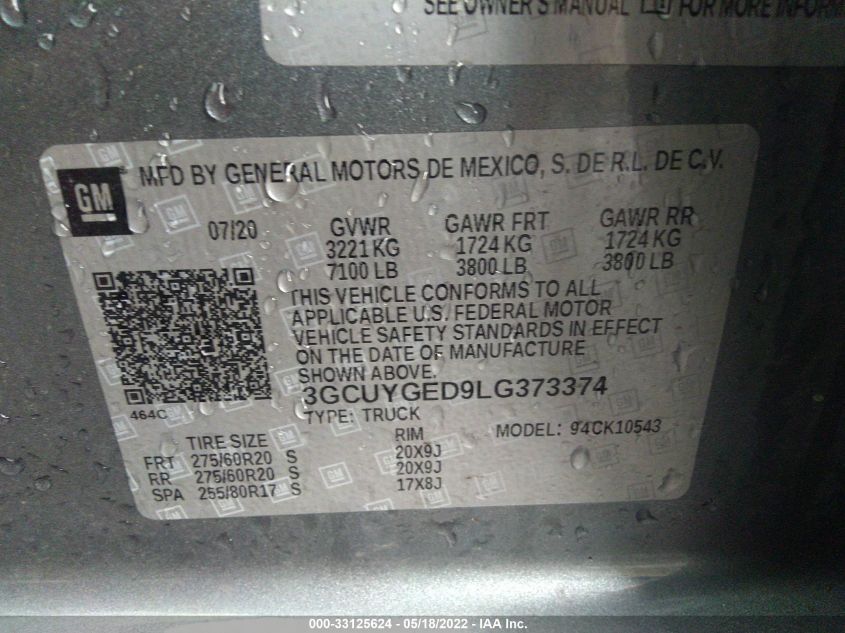 SEE OWNER'S MANUAL FOR MORE INFORM
GM
MFD BY GENERAL MOTORS DE MEXICO, S. DE R.L. DE C.V.
07/20 GVWR GAWR FRT GAWR RR
3221 KG 1724 KG 1724 KG
7100 LB 3800 LB 3800 LB
THIS VEHICLE CONFORMS TO ALL
APPLICABLE U.S./FEDERAL MOTOR
VEHICLE SAFETY STANDARDS IN EFFECT
ON THE DATE OF MANUFACTURE
SHOWN ABOVE.
3GCUYGED9LG373374
464C TYPE: TRUCK MODEL: 94CK10543
TIRE SIZE RIM
FRT 275/60R20 S 20X9J
RR 275/60R20 S 20X9J
SPA 255/80R17 S 17X8J
000-33125624 - 05/18/2022 - IAA Inc.